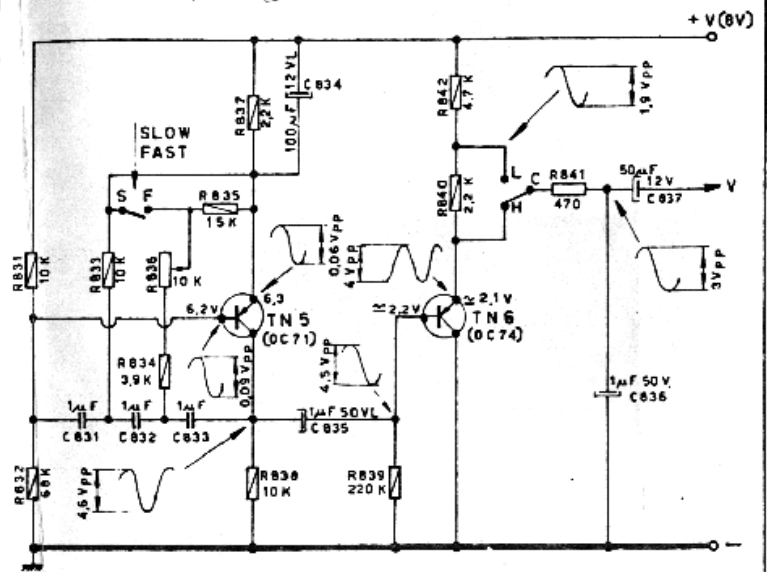 + V(8V)
R837
2,2K
100µF
12VL
C834
R842
4,7K
1,9 Vpp
SLOW
FAST
S
F
R835
15K
R840
2,2K
L
C
H
R841
470
50µF
12V
C837
V
R831
10K
R833
10K
R836
10K
0,06 Vpp
4 Vpp
3Vpp
6,3
6,2V
TN5
(OC71)
≃ 2,1V
≃ 2,2V
TN6
(OC74)
R834
3,9K
0,09 Vpp
4,5 Vpp
1µF
C831
1µF
C832
1µF
C833
1µF 50VL
C835
1µF 50V
C836
R832
68K
4,6 Vpp
R838
10K
R839
220K
–